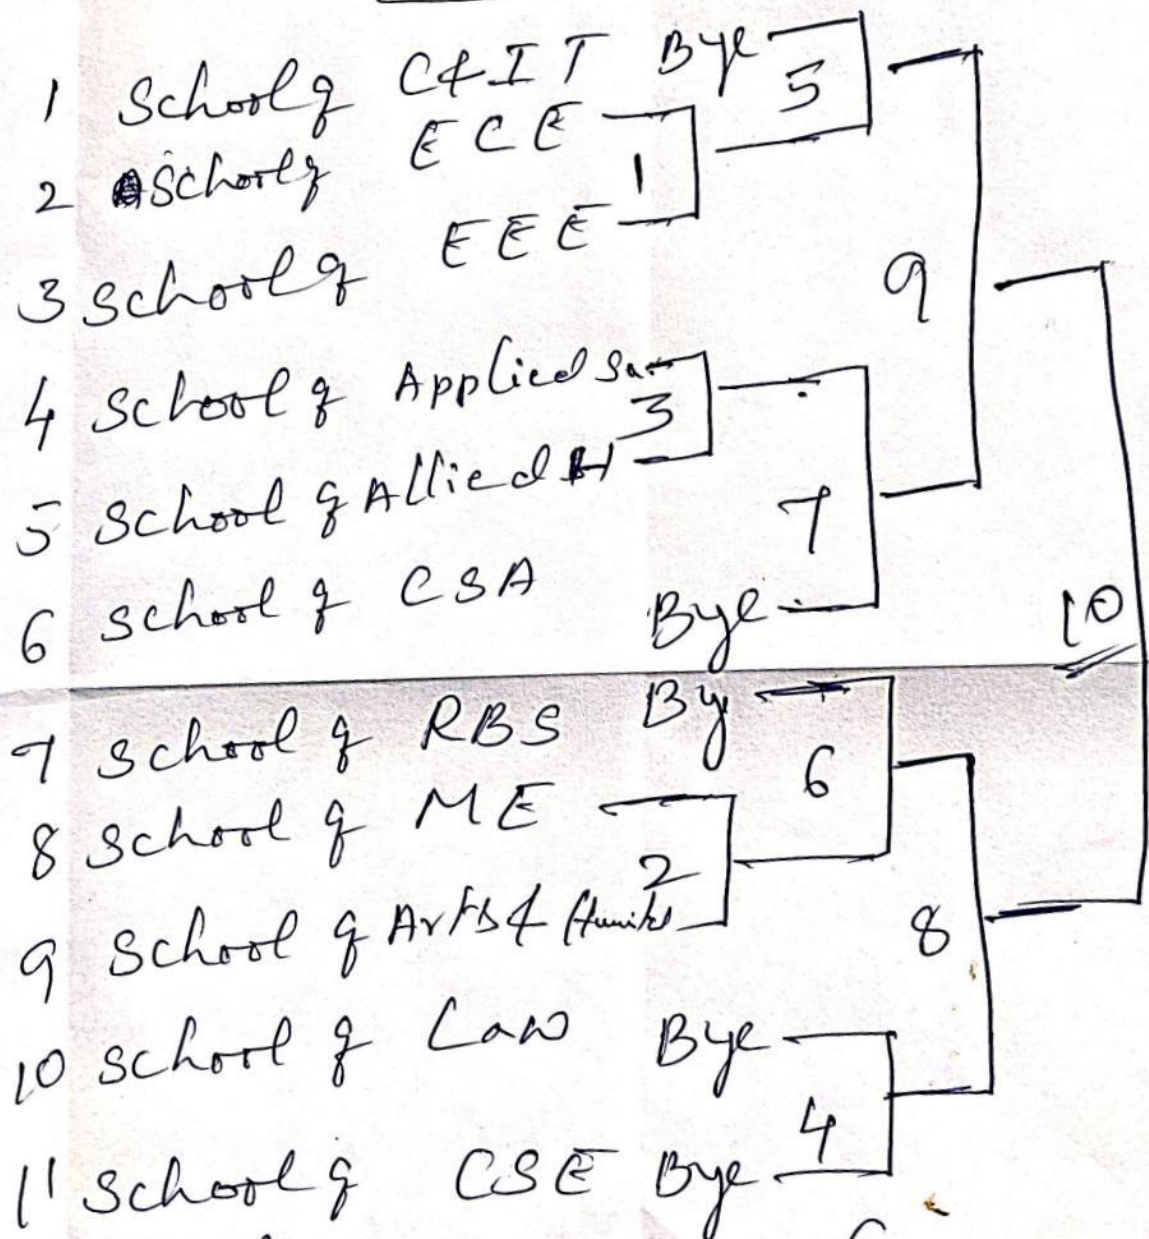 1 School of C&IT Bye
5
2 School of ECE
1
3 School of EEE
9
4 School of Applied
3
5 School of Allied H
7
6 School of CSA Bye
10
7 School of RBS By
6
8 School of ME
2
9 School of Arts &
8
10 School of Law Bye
4
11 School of CSE Bye